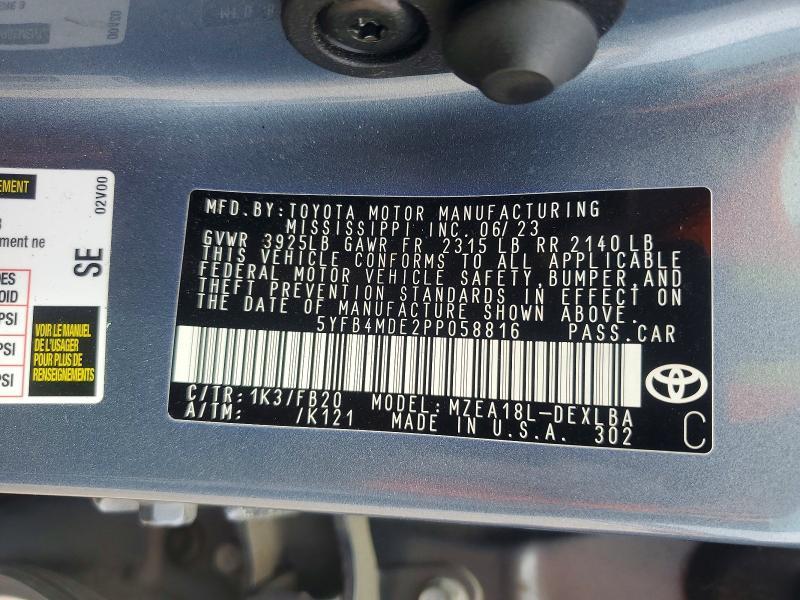 MFD.BY:TOYOTA MOTOR MANUFACTURING
MISSISSIPPI INC. 06/23
GVWR 3925LB GAWR FR 2315 LB RR 2140 LB
THIS VEHICLE CONFORMS TO ALL APPLICABLE
FEDERAL MOTOR VEHICLE SAFETY,BUMPER,AND
THEFT PREVENTION STANDARDS IN EFFECT ON
THE DATE OF MANUFACTURE SHOWN ABOVE.
5YFB4MDE2PP058816 PASS.CAR
C/TR: 1K3/FB20 MODEL: MZEA18L-DEXLBA
A/TM: /K121 MADE IN U.S.A. 302
C
ment ne
PSI
PSI
SE
02V00
VOIR LE MANUEL
DE L'USAGER
POUR PLUS DE
RENSEIGNEMENTS